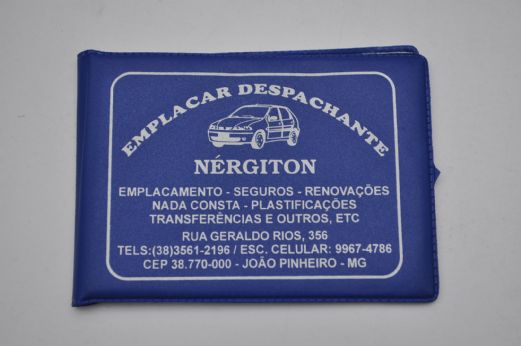 EMPLACAR DESPACHANTE
NÉRGITON
EMPLACAMENTO - SEGUROS - RENOVAÇÕES
NADA CONSTA - PLASTIFICAÇÕES
TRANSFERÊNCIAS E OUTROS, ETC
RUA GERALDO RIOS, 356
TELS:(38)3561-2196 / ESC. CELULAR: 9967-4786
CEP 38.770-000 - JOÃO PINHEIRO - MG